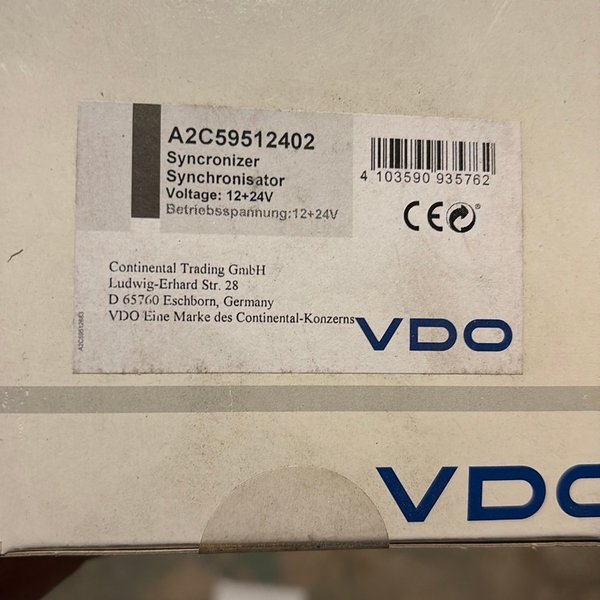 A2C59512402
Syncronizer
Synchronisator
Voltage: 12+24V
Betriebsspannung:12+24V
4 103590 935762
CE
Continental Trading GmbH
Ludwig-Erhard Str. 28
D 65760 Eschborn, Germany
VDO Eine Marke des Continental-Konzerns
VDO
VDO